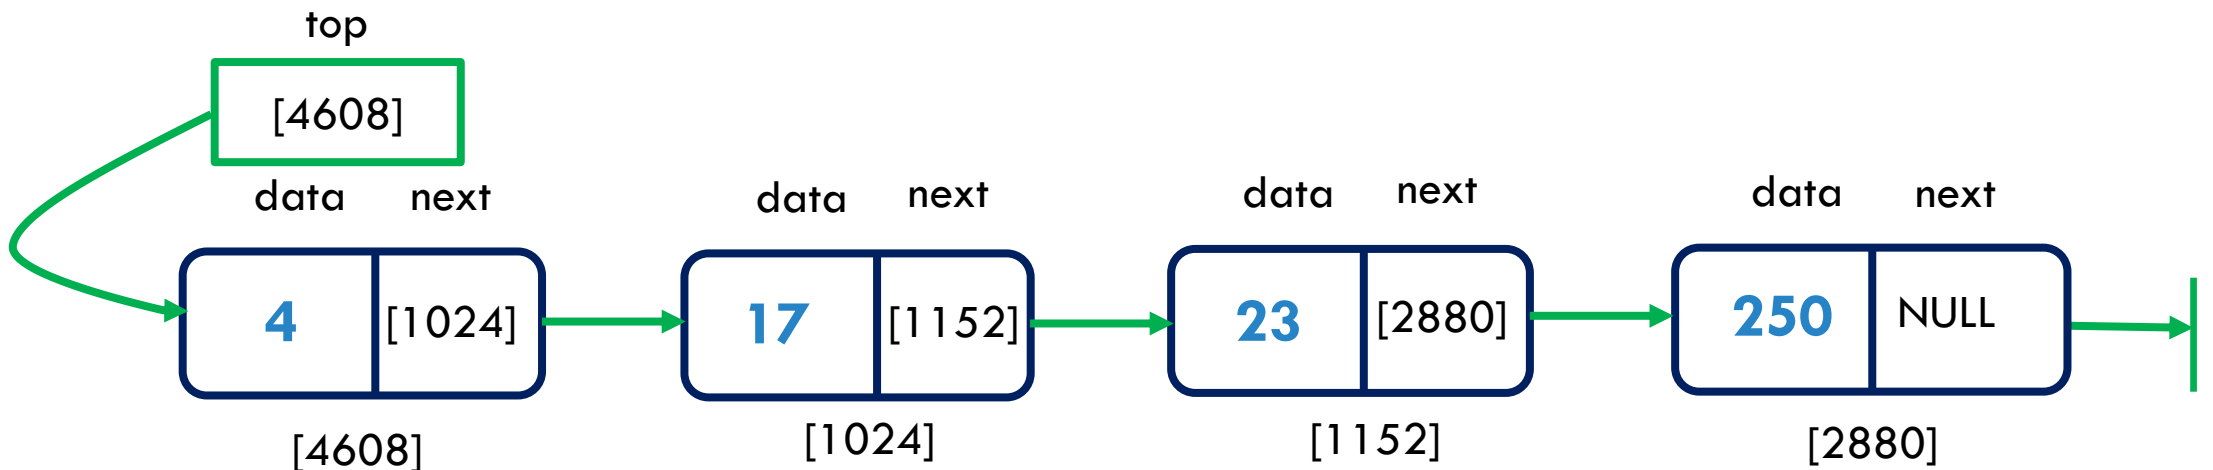 top
[4608]
data next data next data next data next
4 [1024] 17 [1152] 23 [2880] 250 NULL
[4608] [1024] [1152] [2880]